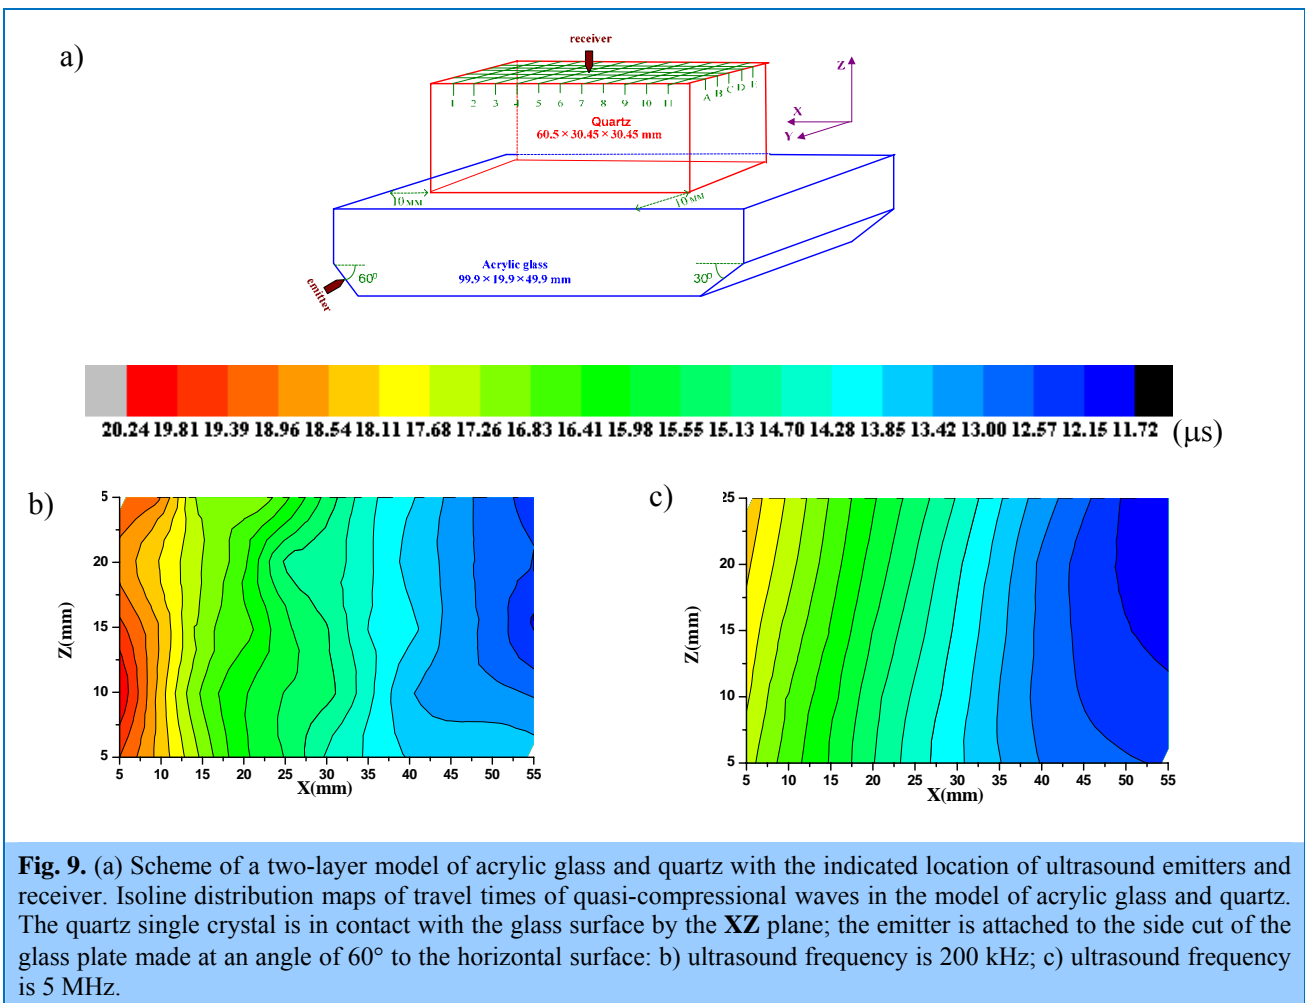 a)
receiver
Z
X
Y
1 2 3 4 5 6 7 8 9 10 11
A B C D E
Quartz
60.5 × 30.45 × 30.45 mm
10 мм
10 мм
60⁰
Acrylic glass
99.9 × 19.9 × 49.9 mm
30⁰
emitter
20.24 19.81 19.39 18.96 18.54 18.11 17.68 17.26 16.83 16.41 15.98 15.55 15.13 14.70 14.28 13.85 13.42 13.00 12.57 12.15 11.72 (μs)
b)
5
20
15
10
5
Z(mm)
5 10 15 20 25 30 35 40 45 50 55
X(mm)
c)
25
20
15
10
5
Z(mm)
5 10 15 20 25 30 35 40 45 50 55
X(mm)
Fig. 9. (a) Scheme of a two-layer model of acrylic glass and quartz with the indicated location of ultrasound emitters and
receiver. Isoline distribution maps of travel times of quasi-compressional waves in the model of acrylic glass and quartz.
The quartz single crystal is in contact with the glass surface by the XZ plane; the emitter is attached to the side cut of the
glass plate made at an angle of 60° to the horizontal surface: b) ultrasound frequency is 200 kHz; c) ultrasound frequency
is 5 MHz.